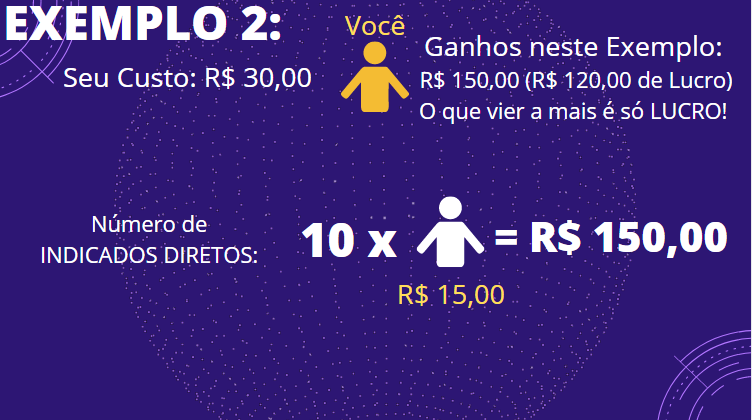 EXEMPLO 2:
Seu Custo: R$ 30,00
Você
Ganhos neste Exemplo:
R$ 150,00 (R$ 120,00 de Lucro)
O que vier a mais é só LUCRO!
Número de
INDICADOS DIRETOS:
10 x = R$ 150,00
R$ 15,00